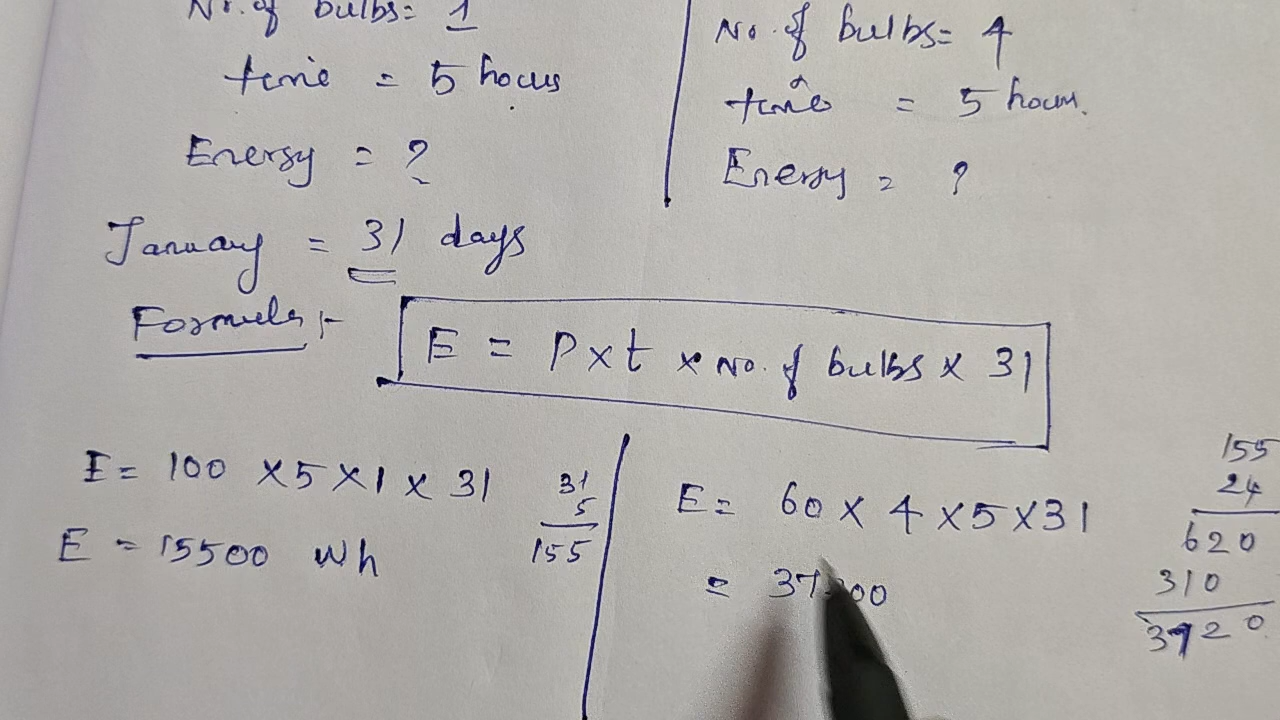 No. of bulbs= 1
time = 5 hours
Energy = ?
No. of bulbs= 4
time = 5 hours.
Energy = ?
January = 31 days
Formula :-
E = P x t x No. of bulbs x 31
E = 100 x 5 x 1 x 31
E = 15500 Wh
31
5
155
E = 60 x 4 x 5 x 31
= 37 00
155
24
620
310
3720